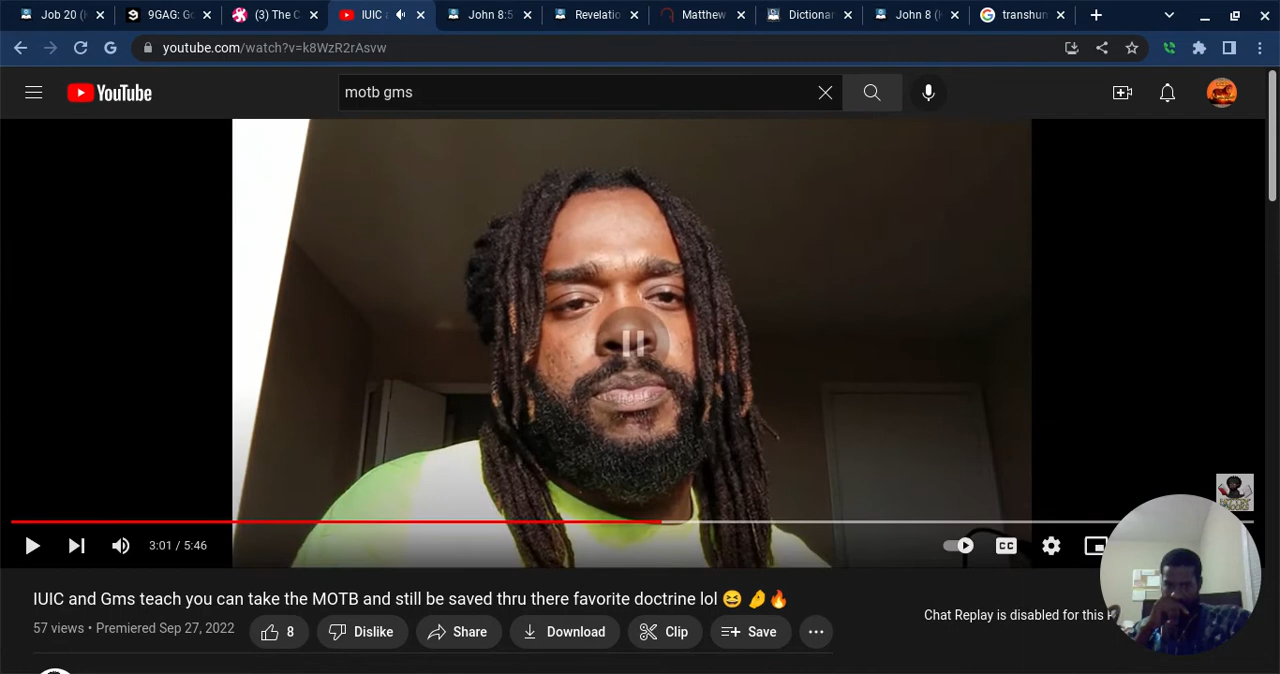 Job 20 (K
9GAG: Go
(3) The C
IUIC a
John 8:5
Revelatio
Matthew
Dictionar
John 8 (K
transhum
youtube.com/watch?v=k8WzR2rAsvw
YouTube
motb gms
3:01 / 5:46
CC
IUIC and Gms teach you can take the MOTB and still be saved thru there favorite doctrine lol 😆 🤌🔥
57 views • Premiered Sep 27, 2022
8
Dislike
Share
Download
Clip
Save
Chat Replay is disabled for this